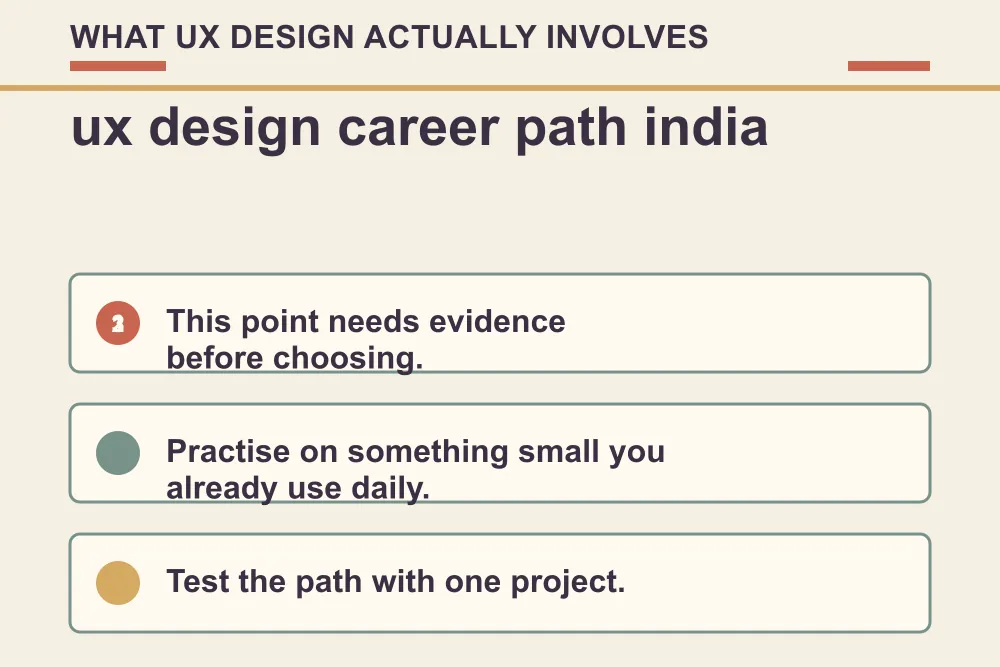 WHAT UX DESIGN ACTUALLY INVOLVES
ux design career path india
This point needs evidence
before choosing.
Practise on something small you
already use daily.
Test the path with one project.